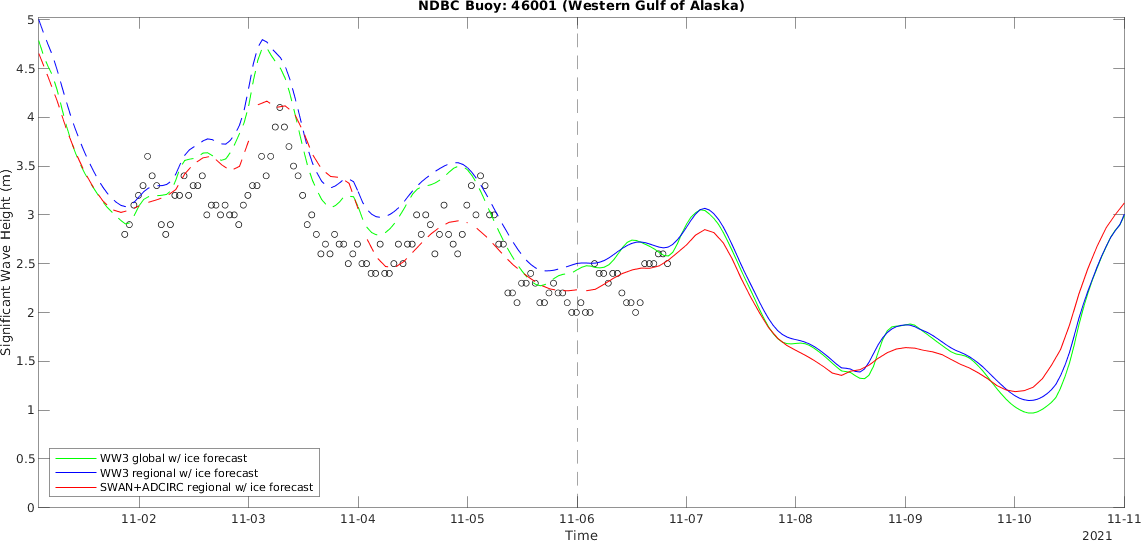 NDBC Buoy: 46001 (Western Gulf of Alaska)
5
4.5
4
3.5
3
2.5
2
1.5
1
0.5
0
Significant Wave Height (m)
WW3 global w/ ice forecast
WW3 regional w/ ice forecast
SWAN+ADCIRC regional w/ ice forecast
11-02 11-03 11-04 11-05 11-06 11-07 11-08 11-09 11-10 11-11
Time
2021